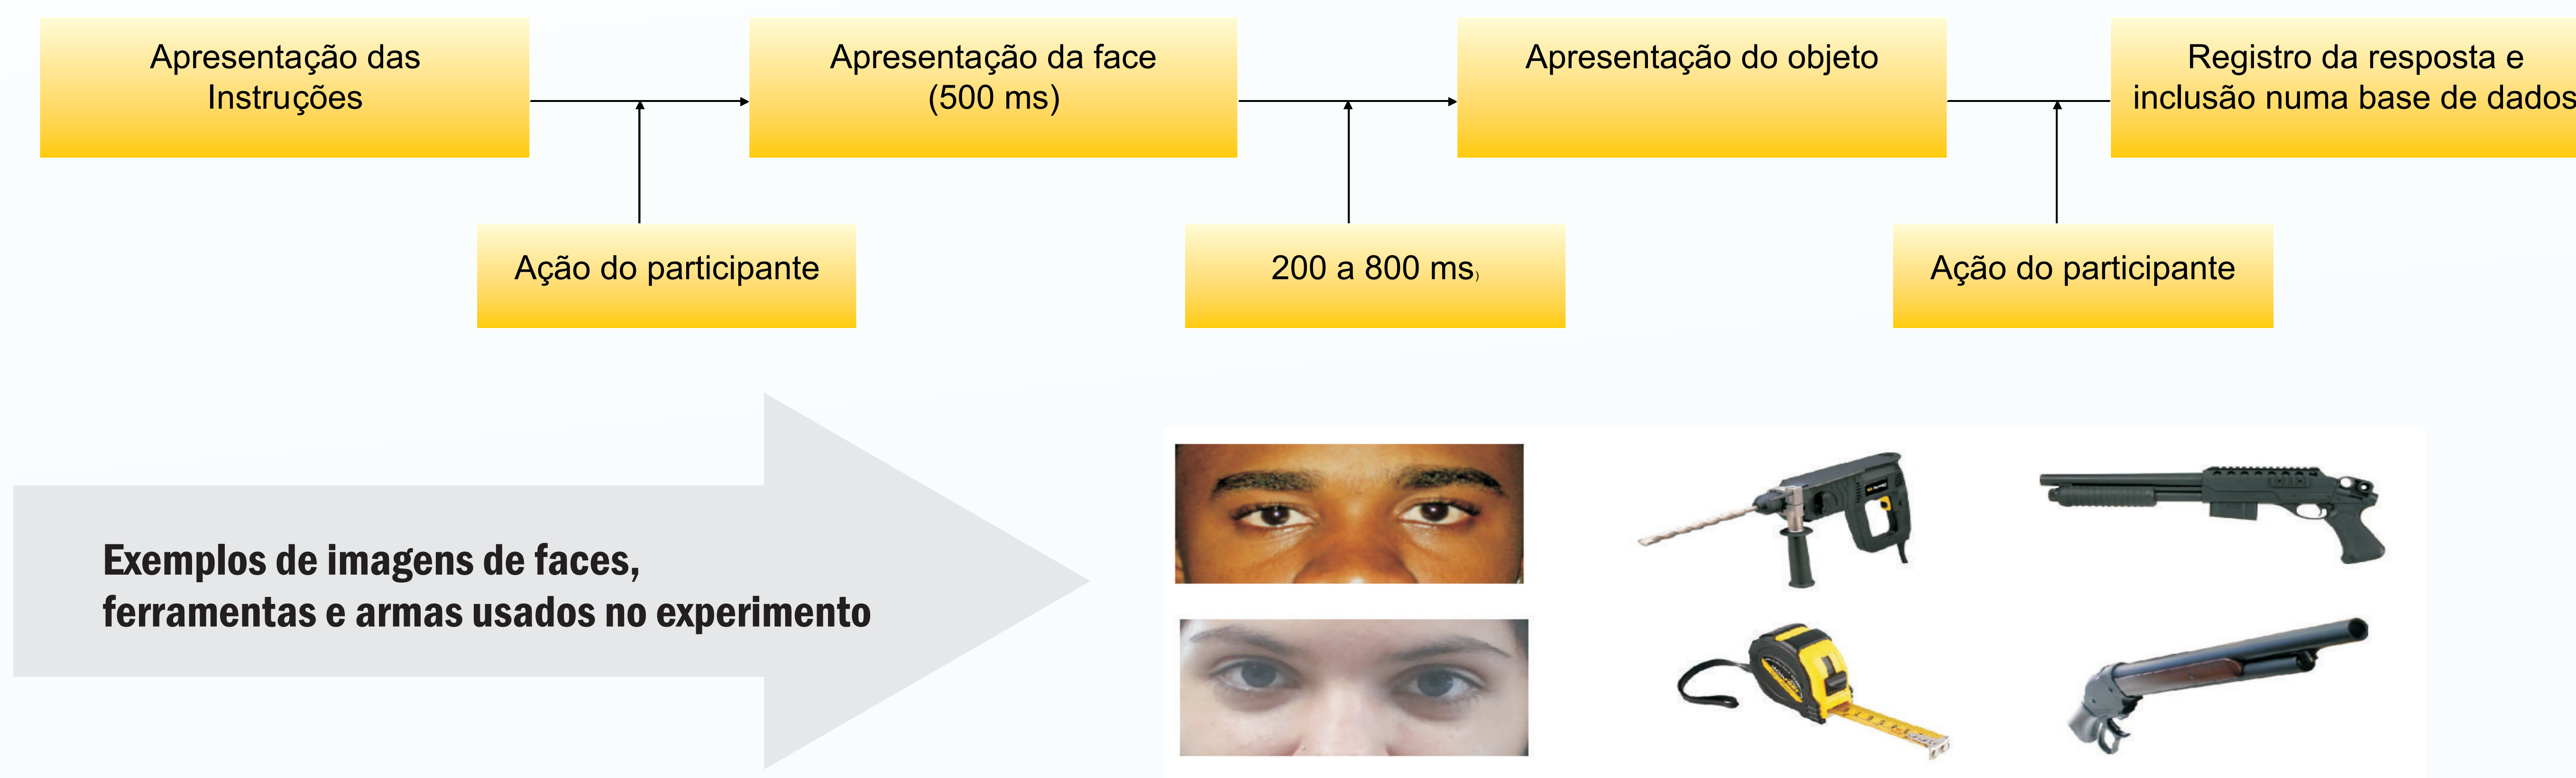 Apresentação das
Instruções
Apresentação da face
(500 ms)
Apresentação do objeto
Registro da resposta e
inclusão numa base de dados
Ação do participante
200 a 800 ms)
Ação do participante
Exemplos de imagens de faces,
ferramentas e armas usados no experimento